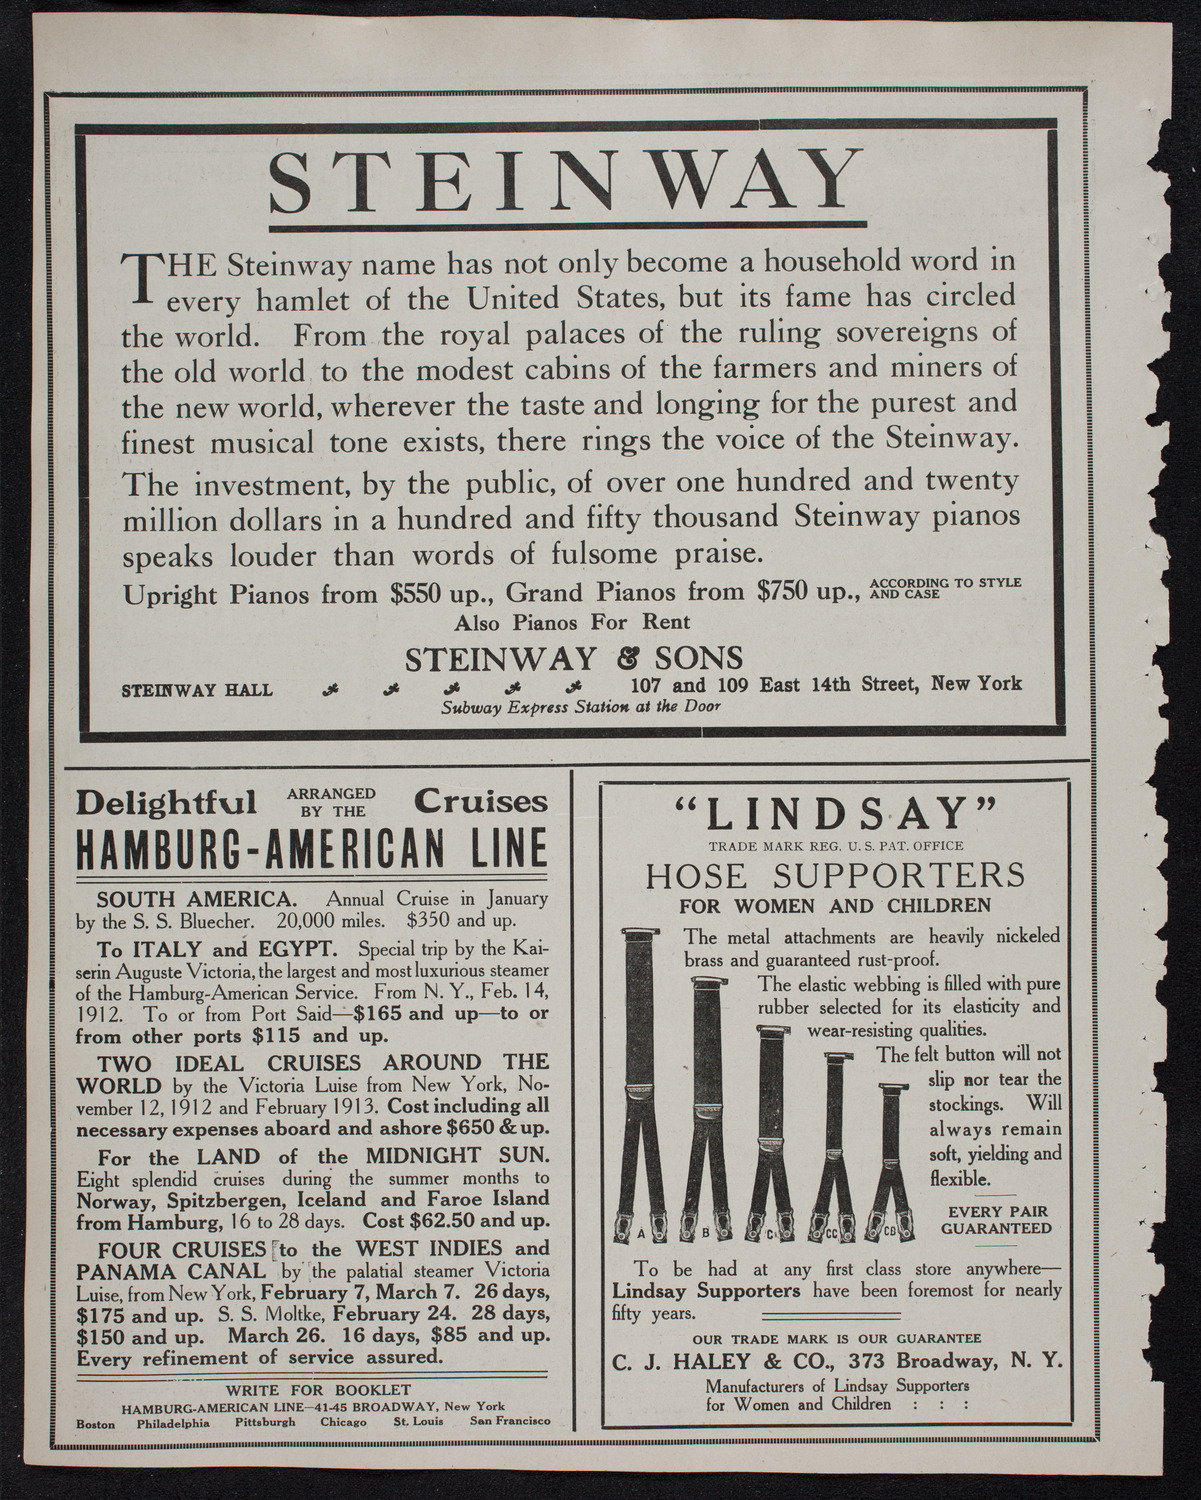 STEINWAY
THE Steinway name has not only become a household word in
every hamlet of the United States, but its fame has circled
the world. From the royal palaces of the ruling sovereigns of
the old world to the modest cabins of the farmers and miners of
the new world, wherever the taste and longing for the purest and
finest musical tone exists, there rings the voice of the Steinway.
The investment, by the public, of over one hundred and twenty
million dollars in a hundred and fifty thousand Steinway pianos
speaks louder than words of fulsome praise.
Upright Pianos from $550 up., Grand Pianos from $750 up., ACCORDING TO STYLE
AND CASE
Also Pianos For Rent
STEINWAY & SONS
STEINWAY HALL 107 and 109 East 14th Street, New York
Subway Express Station at the Door
Delightful ARRANGED BY THE Cruises
HAMBURG-AMERICAN LINE
SOUTH AMERICA. Annual Cruise in January
by the S. S. Bluecher. 20,000 miles. $350 and up.
To ITALY and EGYPT. Special trip by the Kai-
serin Auguste Victoria, the largest and most luxurious steamer
of the Hamburg-American Service. From N. Y., Feb. 14,
1912. To or from Port Said—$165 and up—to or
from other ports $115 and up.
TWO IDEAL CRUISES AROUND THE
WORLD by the Victoria Luise from New York, No-
vember 12, 1912 and February 1913. Cost including all
necessary expenses aboard and ashore $650 & up.
For the LAND of the MIDNIGHT SUN.
Eight splendid cruises during the summer months to
Norway, Spitzbergen, Iceland and Faroe Island
from Hamburg, 16 to 28 days. Cost $62.50 and up.
FOUR CRUISES to the WEST INDIES and
PANAMA CANAL by the palatial steamer Victoria
Luise, from New York, February 7, March 7. 26 days,
$175 and up. S. S. Moltke, February 24. 28 days,
$150 and up. March 26. 16 days, $85 and up.
Every refinement of service assured.
WRITE FOR BOOKLET
HAMBURG-AMERICAN LINE—41-45 BROADWAY, New York
Boston Philadelphia Pittsburgh Chicago St. Louis San Francisco
"LINDSAY"
TRADE MARK REG. U. S. PAT. OFFICE
HOSE SUPPORTERS
FOR WOMEN AND CHILDREN
The metal attachments are heavily nickeled
brass and guaranteed rust-proof.
The elastic webbing is filled with pure
rubber selected for its elasticity and
wear-resisting qualities.
The felt button will not
slip nor tear the
stockings. Will
always remain
soft, yielding and
flexible.
EVERY PAIR
GUARANTEED
A B C CC CB
To be had at any first class store anywhere—
Lindsay Supporters have been foremost for nearly
fifty years.
OUR TRADE MARK IS OUR GUARANTEE
C. J. HALEY & CO., 373 Broadway, N. Y.
Manufacturers of Lindsay Supporters
for Women and Children : : :